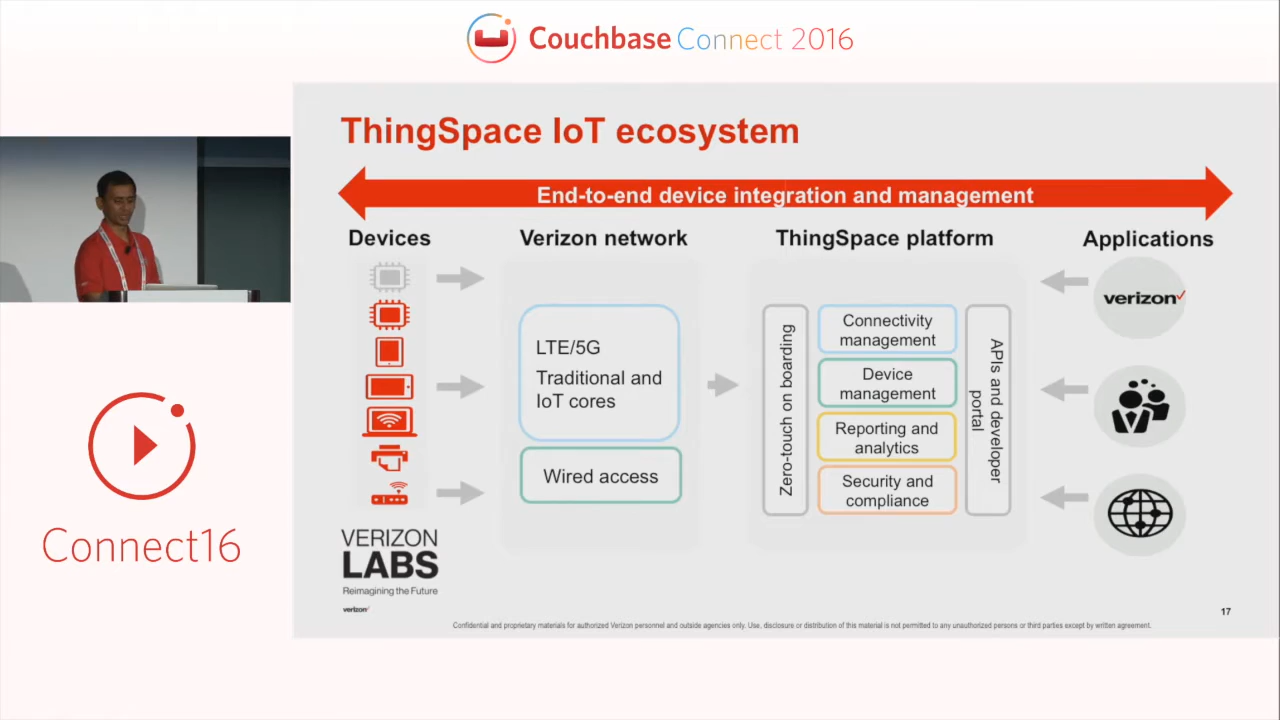 Couchbase Connect 2016
ThingSpace IoT ecosystem
End-to-end device integration and management
Devices
Verizon network
ThingSpace platform
Applications
LTE/5G
Traditional and
IoT cores
Wired access
Zero-touch on boarding
Connectivity
management
Device
management
Reporting and
analytics
Security and
compliance
APIs and developer
portal
verizon
Connect16
VERIZON
LABS
Reimagining the Future
verizon
17
Confidential and proprietary materials for authorized Verizon personnel and outside agencies only. Use, disclosure or distribution of this material is not permitted to any unauthorized persons or third parties except by written agreement.